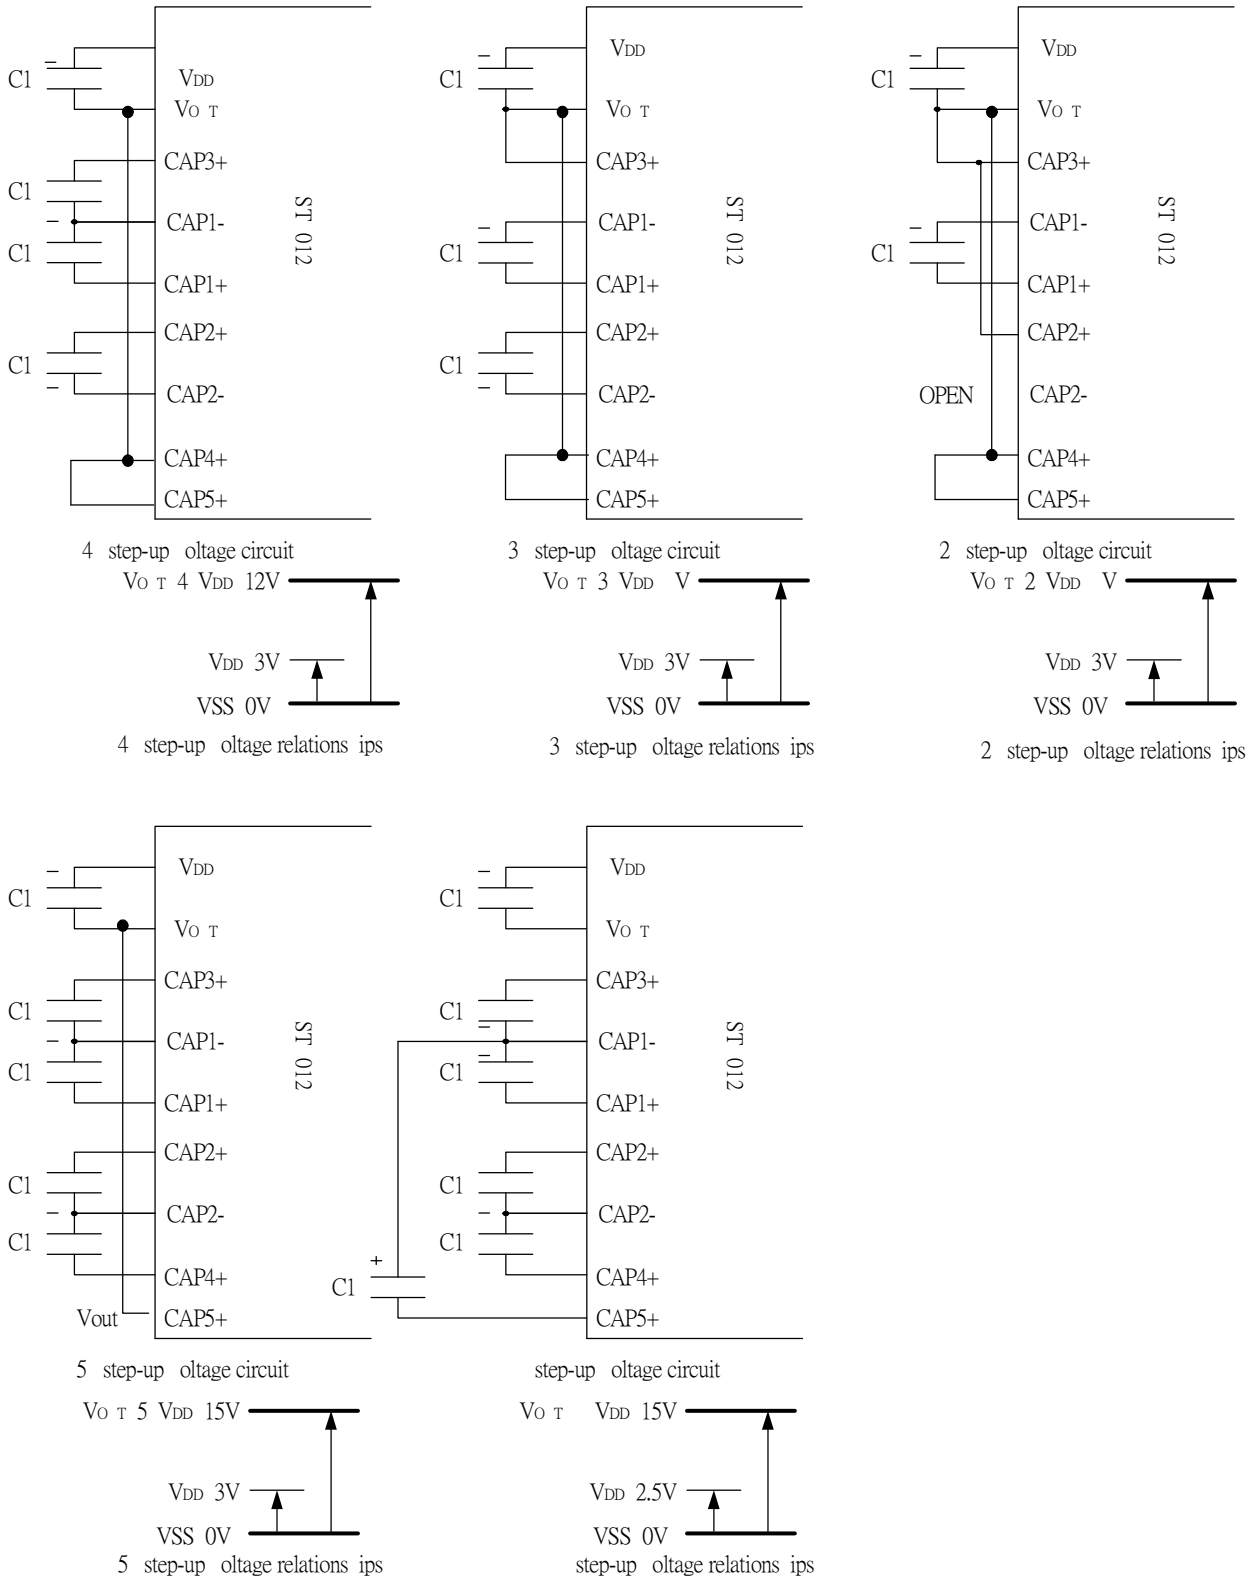 VDD
C1
VDD
VO T
CAP3+
C1
CAP1-
C1
CAP1+
CAP2+
C1
CAP2-
CAP4+
CAP5+
ST 012
4 step-up oltage circuit
VO T 4 VDD 12V
VDD 3V
VSS 0V
4 step-up oltage relations ips
VDD
C1
VO T
CAP3+
CAP1-
C1
CAP1+
CAP2+
C1
CAP2-
CAP4+
CAP5+
ST 012
3 step-up oltage circuit
VO T 3 VDD V
VDD 3V
VSS 0V
3 step-up oltage relations ips
VDD
C1
VO T
CAP3+
CAP1-
C1
CAP1+
CAP2+
OPEN CAP2-
CAP4+
CAP5+
ST 012
2 step-up oltage circuit
VO T 2 VDD V
VDD 3V
VSS 0V
2 step-up oltage relations ips
VDD
C1
VO T
CAP3+
C1
CAP1-
C1
CAP1+
CAP2+
C1
CAP2-
C1
CAP4+
Vout CAP5+
ST 012
5 step-up oltage circuit
VO T 5 VDD 15V
VDD 3V
VSS 0V
5 step-up oltage relations ips
VDD
C1
VO T
CAP3+
C1
CAP1-
C1
CAP1+
CAP2+
C1
CAP2-
C1
+
CAP4+
C1
CAP5+
ST 012
step-up oltage circuit
VO T VDD 15V
VDD 2.5V
VSS 0V
step-up oltage relations ips